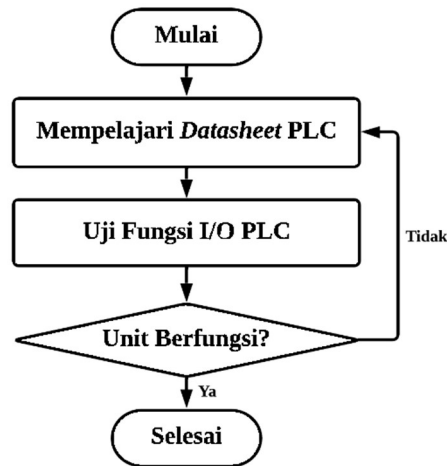 Mulai
Mempelajari Datasheet PLC
Uji Fungsi I/O PLC
Tidak
Unit Berfungsi?
Ya
Selesai